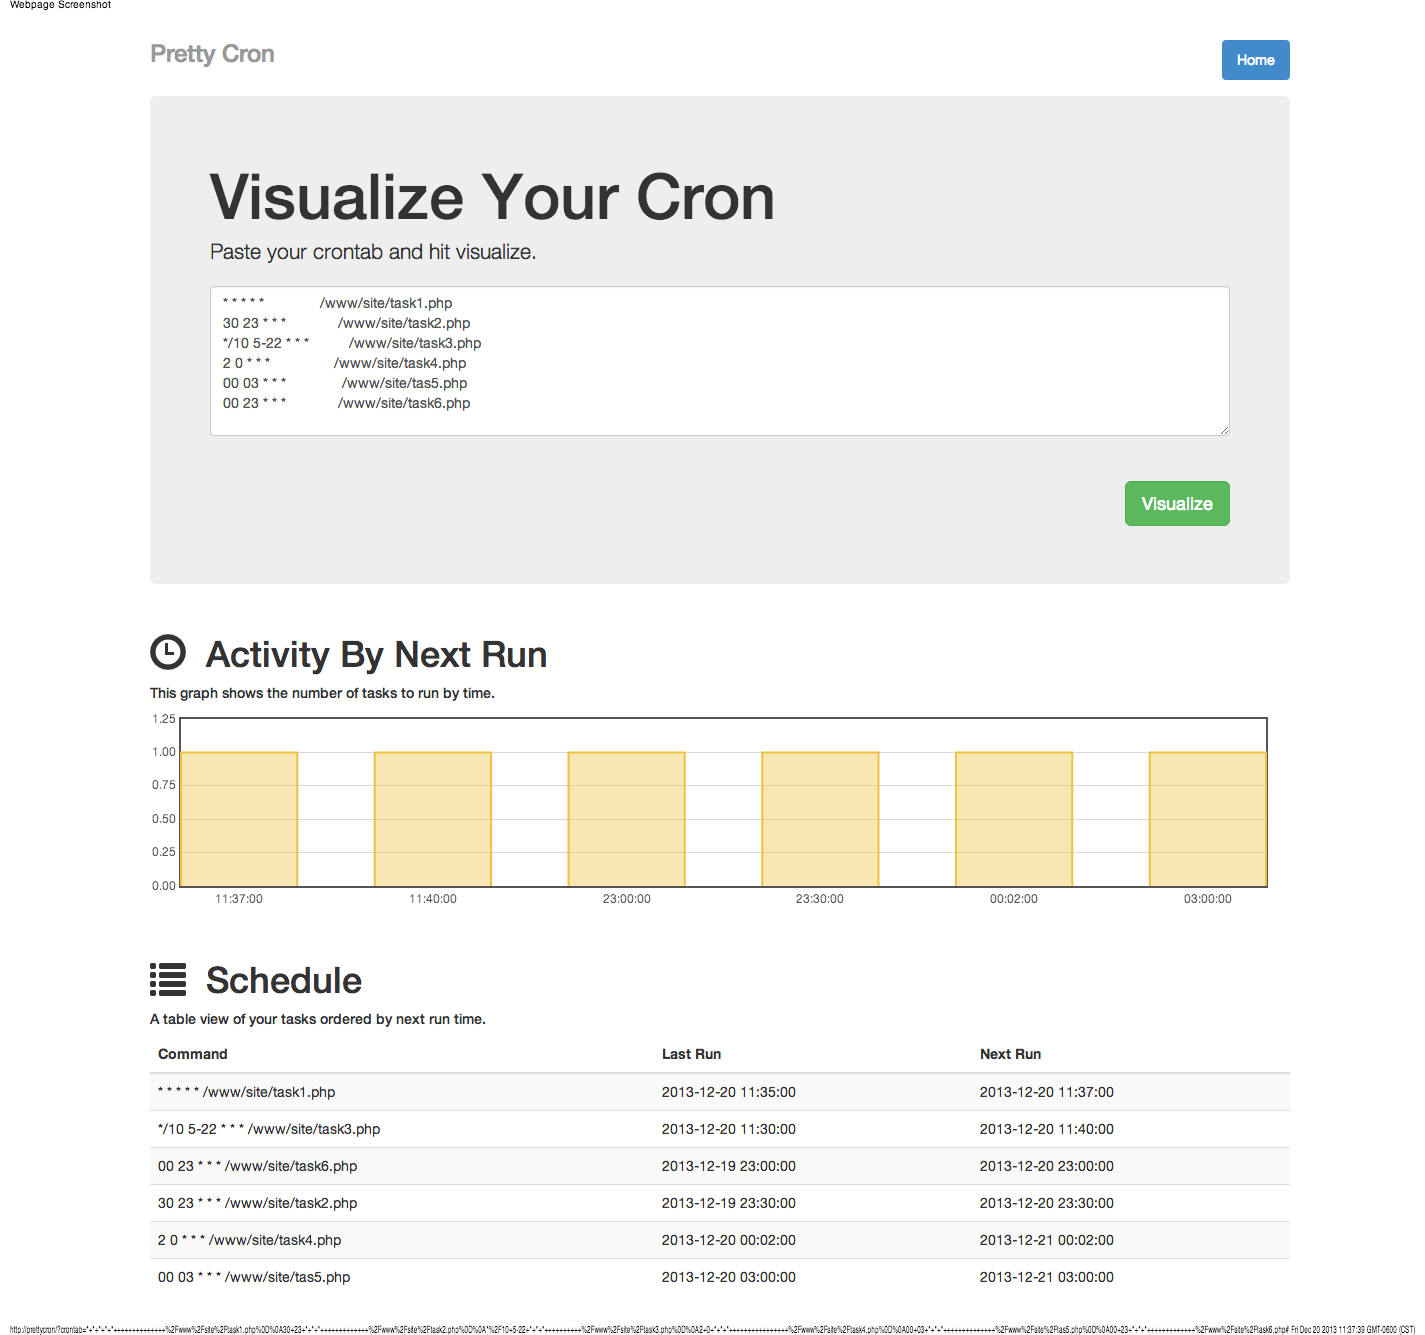 Webpage Screenshot
Pretty Cron
Home
Visualize Your Cron
Paste your crontab and hit visualize.
* * * * * /www/site/task1.php
30 23 * * * /www/site/task2.php
*/10 5-22 * * * /www/site/task3.php
2 0 * * * /www/site/task4.php
00 03 * * * /www/site/tas5.php
00 23 * * * /www/site/task6.php
Visualize
Activity By Next Run
This graph shows the number of tasks to run by time.
1.25
1.00
0.75
0.50
0.25
0.00
11:37:00 11:40:00 23:00:00 23:30:00 00:02:00 03:00:00
Schedule
A table view of your tasks ordered by next run time.
Command Last Run Next Run
* * * * * /www/site/task1.php 2013-12-20 11:35:00 2013-12-20 11:37:00
*/10 5-22 * * * /www/site/task3.php 2013-12-20 11:30:00 2013-12-20 11:40:00
00 23 * * * /www/site/task6.php 2013-12-19 23:00:00 2013-12-20 23:00:00
30 23 * * * /www/site/task2.php 2013-12-19 23:30:00 2013-12-20 23:30:00
2 0 * * * /www/site/task4.php 2013-12-20 00:02:00 2013-12-21 00:02:00
00 03 * * * /www/site/tas5.php 2013-12-20 03:00:00 2013-12-21 03:00:00
Fri Dec 20 2013 11:37:39 GMT-0600 (CST)